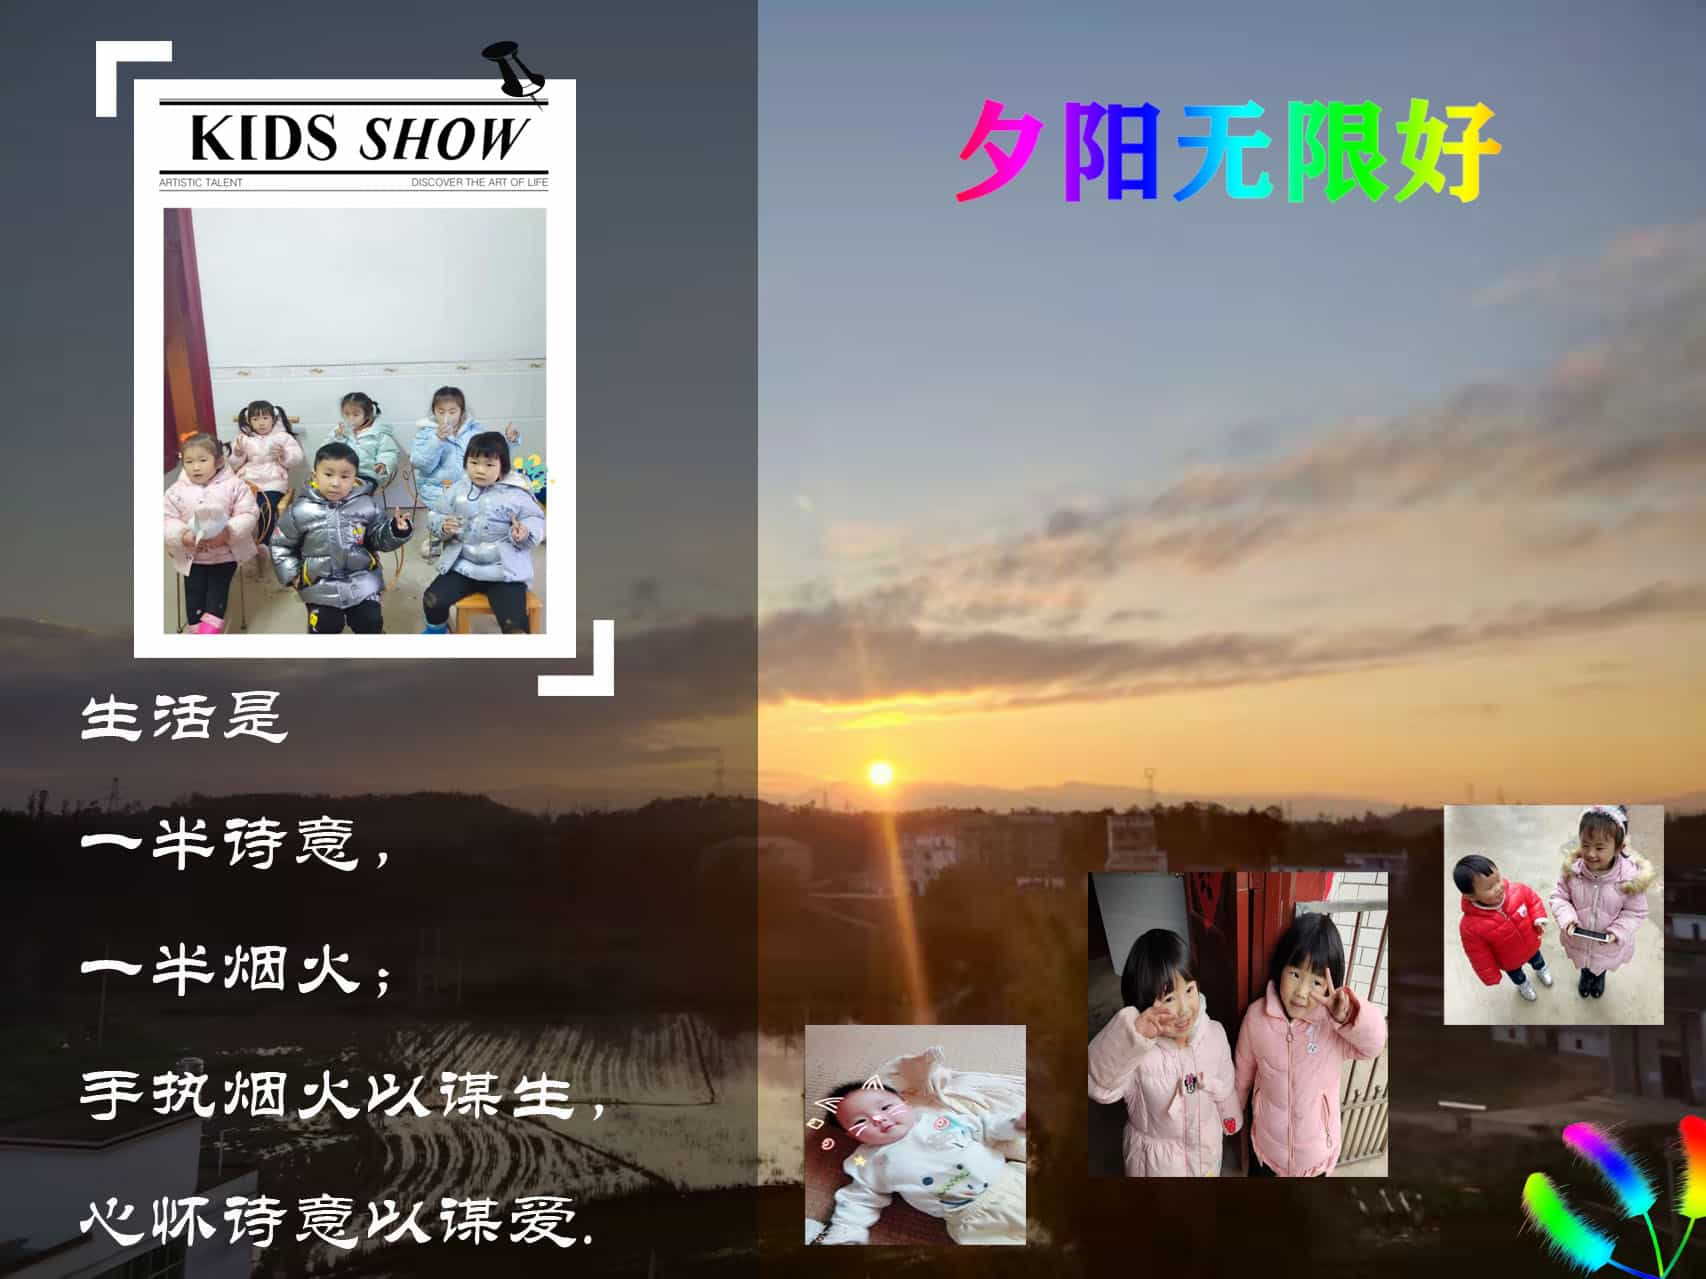 KIDS SHOW
ARTISTIC TALENT
DISCOVER THE ART OF LIFE
夕阳无限好
生活是
一半诗意，
一半烟火；
手执烟火以谋生，
心怀诗意以谋爱.